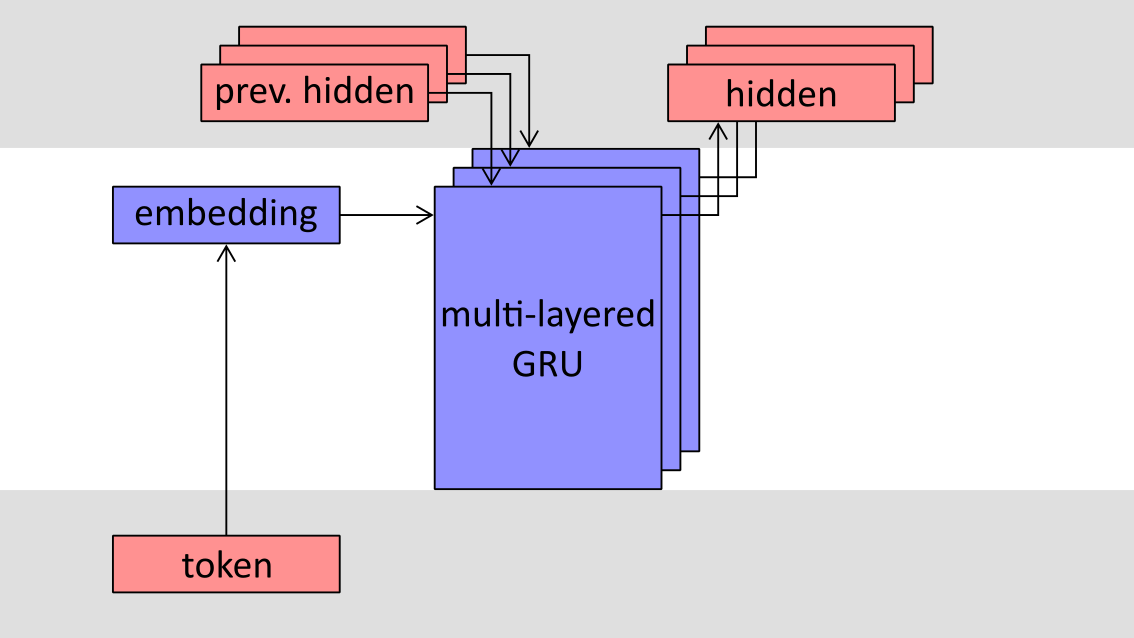 prev. hidden
hidden
embedding
multi-layered
GRU
token